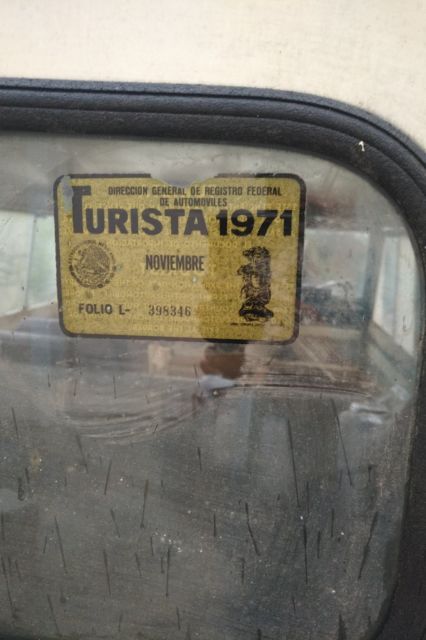 DIRECCION GENERAL DE REGISTRO FEDERAL
DE AUTOMOVILES
TURISTA 1971
NOVIEMBRE
FOLIO L- 398346